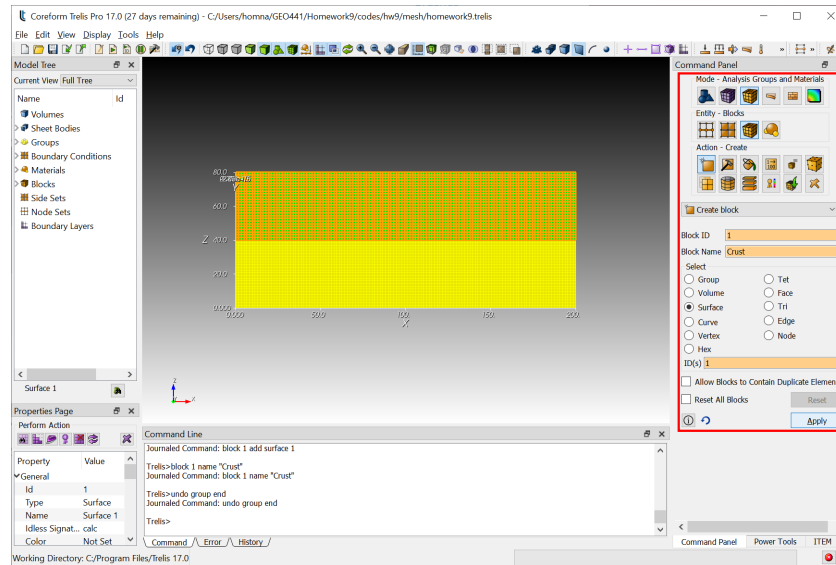 Coreform Trelis Pro 17.0 (27 days remaining) - C:/Users/homna/GEO441/Homework9/codes/hw9/mesh/homework9.trelis
File Edit View Display Tools Help
Model Tree
Current View Full Tree
Name Id
Volumes
Sheet Bodies
Groups
Boundary Conditions
Materials
Blocks
Side Sets
Node Sets
Boundary Layers
Surface 1
Properties Page
Perform Action
Property Value
General
Id 1
Type Surface
Name Surface 1
Idless Signat... calc
Color Not Set
80.0
Y
60.0
Z 40.0
20.0
0.000
0.000 50.0 100. 150. 200.
X
Z
X
Command Line
Journaled Command: block 1 add surface 1
Trelis>block 1 name "Crust"
Journaled Command: block 1 name "Crust"
Trelis>undo group end
Journaled Command: undo group end
Trelis>
Command Error History
Command Panel
Mode - Analysis Groups and Materials
Entity - Blocks
Action - Create
Create block
Block ID 1
Block Name Crust
Select
Group Tet
Volume Face
Surface Tri
Curve Edge
Vertex Node
Hex
ID(s) 1
Allow Blocks to Contain Duplicate Elemen
Reset All Blocks Reset
Apply
Command Panel Power Tools ITEM
Working Directory: C:/Program Files/Trelis 17.0